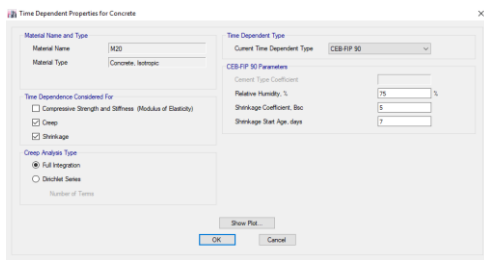 Time Dependent Properties for Concrete
Material Name and Type
Material Name M20
Material Type Concrete, Isotropic
Time Dependence Considered For
Compressive Strength and Stiffness (Modulus of Elasticity)
Creep
Shrinkage
Creep Analysis Type
Full Integration
Dirichlet Series
Number of Terms
Time Dependent Type
Current Time Dependent Type CEB-FIP 90
CEB-FIP 90 Parameters
Cement Type Coefficient
Relative Humidity, % 75 %
Shrinkage Coefficient, Bsc 5
Shrinkage Start Age, days 7
Show Plot...
OK Cancel